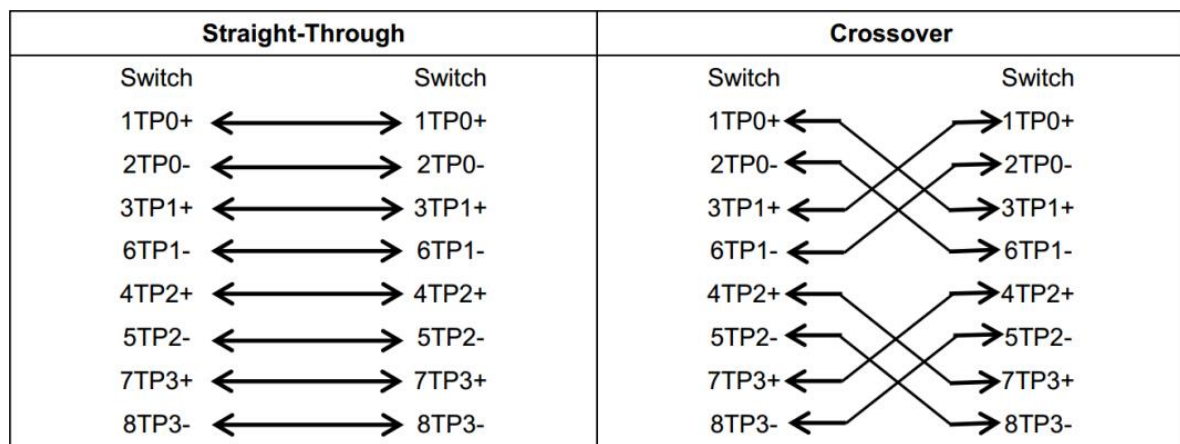 Straight-Through Crossover
Switch Switch Switch Switch
1TP0+ 1TP0+ 1TP0+ 1TP0+
2TP0- 2TP0- 2TP0- 2TP0-
3TP1+ 3TP1+ 3TP1+ 3TP1+
6TP1- 6TP1- 6TP1- 6TP1-
4TP2+ 4TP2+ 4TP2+ 4TP2+
5TP2- 5TP2- 5TP2- 5TP2-
7TP3+ 7TP3+ 7TP3+ 7TP3+
8TP3- 8TP3- 8TP3- 8TP3-